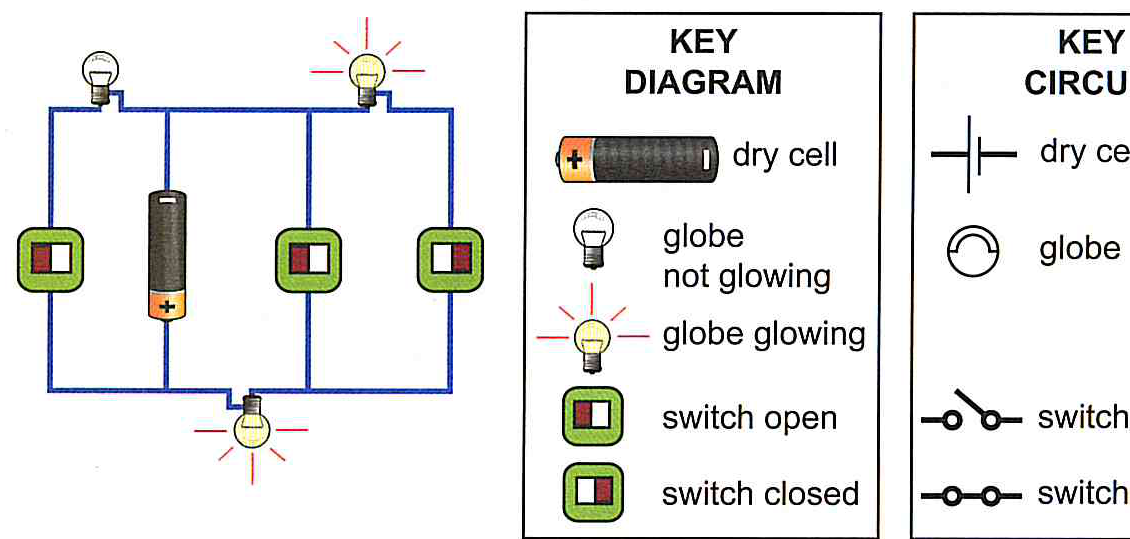 KEY
DIAGRAM
+ dry cell
globe
not glowing
globe glowing
switch open
switch closed
KEY
CIRCU
dry ce
globe
switch
switch
+